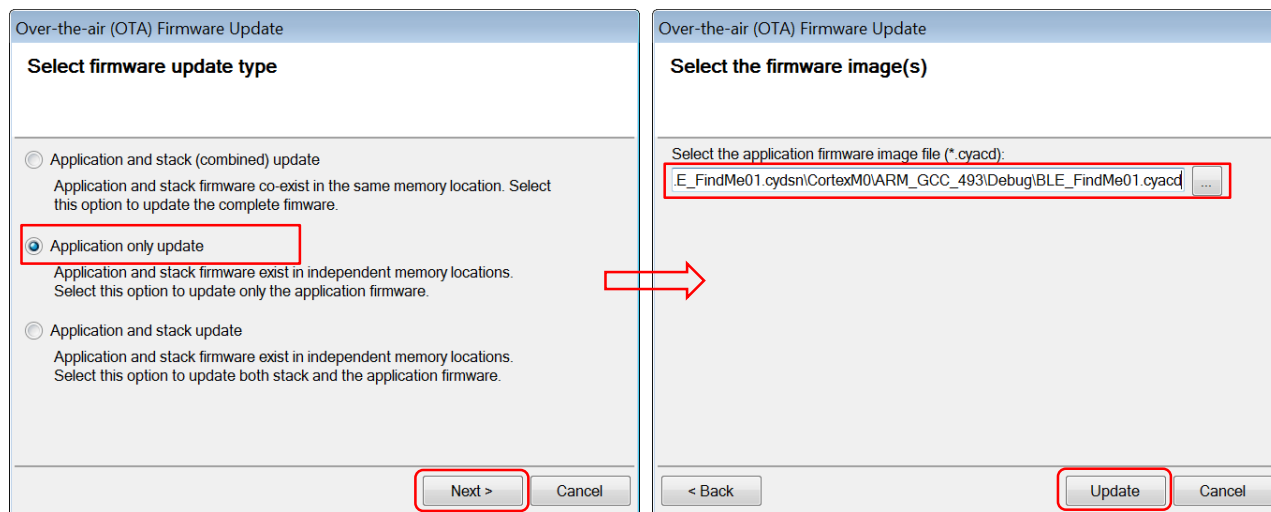 Over-the-air (OTA) Firmware Update
Select firmware update type
Application and stack (combined) update
Application and stack firmware co-exist in the same memory location. Select
this option to update the complete fimware.
Application only update
Application and stack firmware exist in independent memory locations.
Select this option to update only the application firmware.
Application and stack update
Application and stack firmware exist in independent memory locations.
Select this option to update both stack and the application firmware.
Next >
Cancel
Over-the-air (OTA) Firmware Update
Select the firmware image(s)
Select the application firmware image file (*.cyacd):
.E_FindMe01.cydsn\CortexM0\ARM_GCC_493\Debug\BLE_FindMe01.cyacd
...
< Back
Update
Cancel